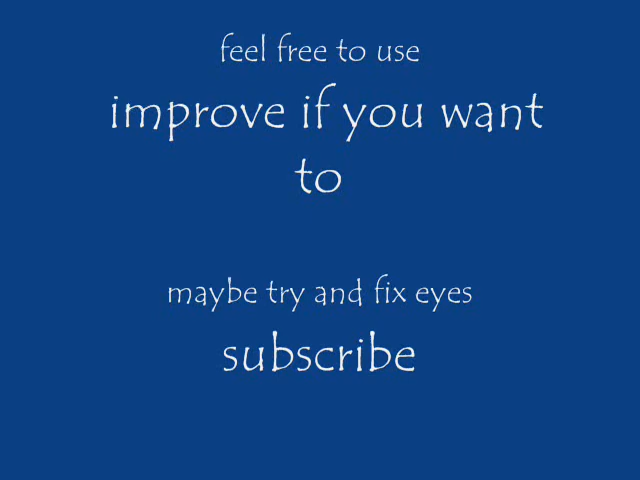 feel free to use
improve if you want
to
maybe try and fix eyes
subscribe